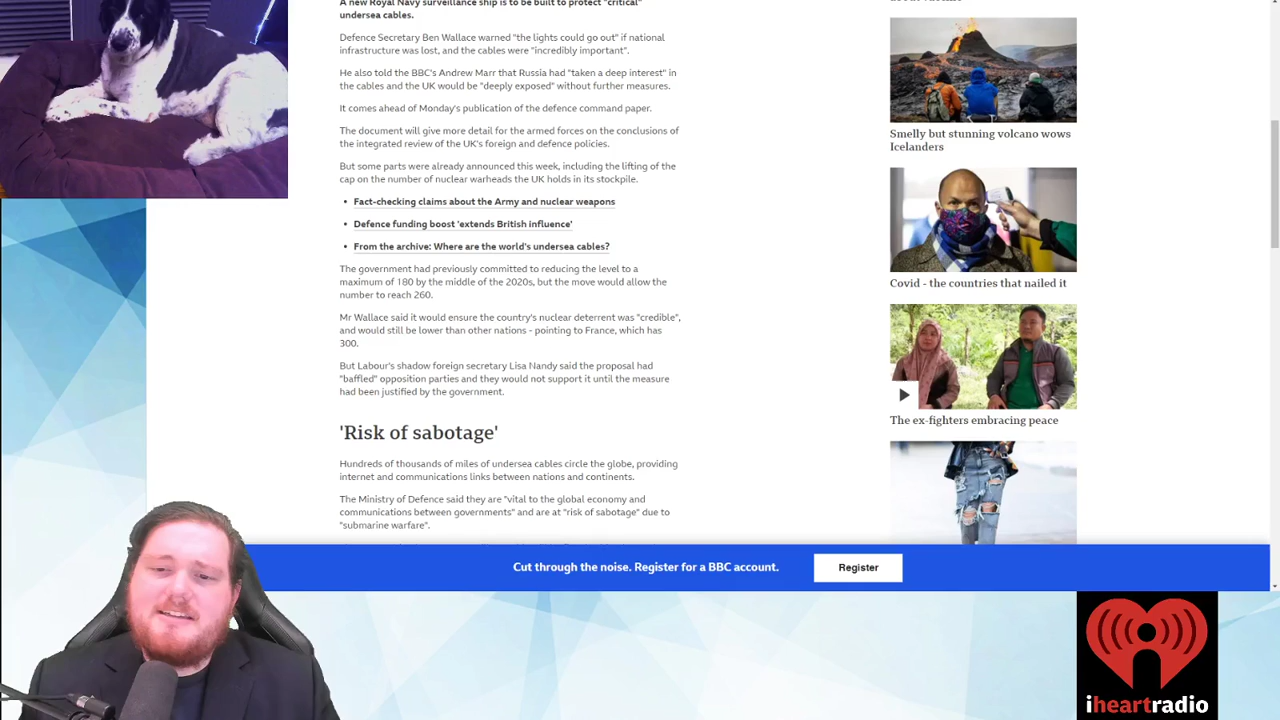 A new Royal Navy surveillance ship is to be built to protect "critical"
undersea cables.
Defence Secretary Ben Wallace warned "the lights could go out" if national
infrastructure was lost, and the cables were "incredibly important".
He also told the BBC's Andrew Marr that Russia had "taken a deep interest" in
the cables and the UK would be "deeply exposed" without further measures.
It comes ahead of Monday's publication of the defence command paper.
The document will give more detail for the armed forces on the conclusions of
the integrated review of the UK's foreign and defence policies.
But some parts were already announced this week, including the lifting of the
cap on the number of nuclear warheads the UK holds in its stockpile.
Fact-checking claims about the Army and nuclear weapons
Defence funding boost 'extends British influence'
From the archive: Where are the world's undersea cables?
The government had previously committed to reducing the level to a
maximum of 180 by the middle of the 2020s, but the move would allow the
number to reach 260.
Mr Wallace said it would ensure the country's nuclear deterrent was "credible",
and would still be lower than other nations - pointing to France, which has
300.
But Labour's shadow foreign secretary Lisa Nandy said the proposal had
"baffled" opposition parties and they would not support it until the measure
had been justified by the government.
'Risk of sabotage'
Hundreds of thousands of miles of undersea cables circle the globe, providing
internet and communications links between nations and continents.
The Ministry of Defence said they are "vital to the global economy and
communications between governments" and are at "risk of sabotage" due to
"submarine warfare".
Smelly but stunning volcano wows
Icelanders
Covid - the countries that nailed it
The ex-fighters embracing peace
Cut through the noise. Register for a BBC account.
Register
iheartradio